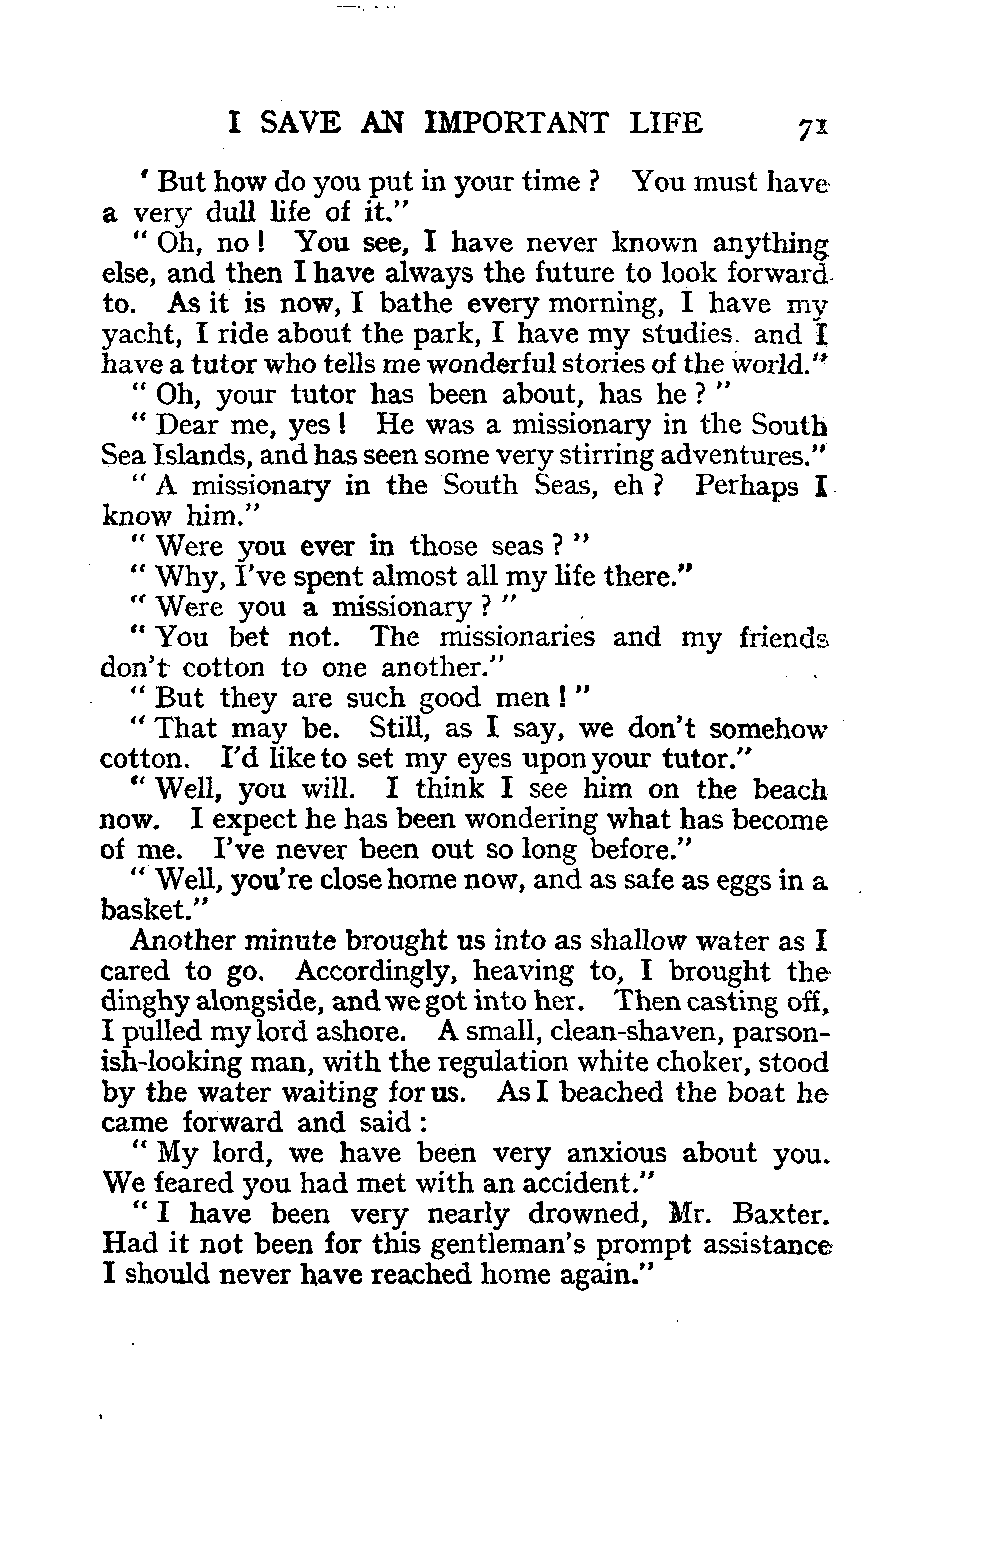 I SAVE AN IMPORTANT LIFE 71
' But how do you put in your time ? You must have
a very dull life of it."
" Oh, no ! You see, I have never known anything
else, and then I have always the future to look forward
to. As it is now, I bathe every morning, I have my
yacht, I ride about the park, I have my studies. and I
have a tutor who tells me wonderful stories of the world."
" Oh, your tutor has been about, has he ? "
" Dear me, yes ! He was a missionary in the South
Sea Islands, and has seen some very stirring adventures."
" A missionary in the South Seas, eh ? Perhaps I
know him."
" Were you ever in those seas ? "
" Why, I've spent almost all my life there."
" Were you a missionary ? "
" You bet not. The missionaries and my friends
don't cotton to one another."
" But they are such good men ! "
" That may be. Still, as I say, we don't somehow
cotton. I'd like to set my eyes upon your tutor."
" Well, you will. I think I see him on the beach
now. I expect he has been wondering what has become
of me. I've never been out so long before."
" Well, you're close home now, and as safe as eggs in a
basket."
Another minute brought us into as shallow water as I
cared to go. Accordingly, heaving to, I brought the
dinghy alongside, and we got into her. Then casting off,
I pulled my lord ashore. A small, clean-shaven, parson-
ish-looking man, with the regulation white choker, stood
by the water waiting for us. As I beached the boat he
came forward and said :
" My lord, we have been very anxious about you.
We feared you had met with an accident."
" I have been very nearly drowned, Mr. Baxter.
Had it not been for this gentleman's prompt assistance
I should never have reached home again."